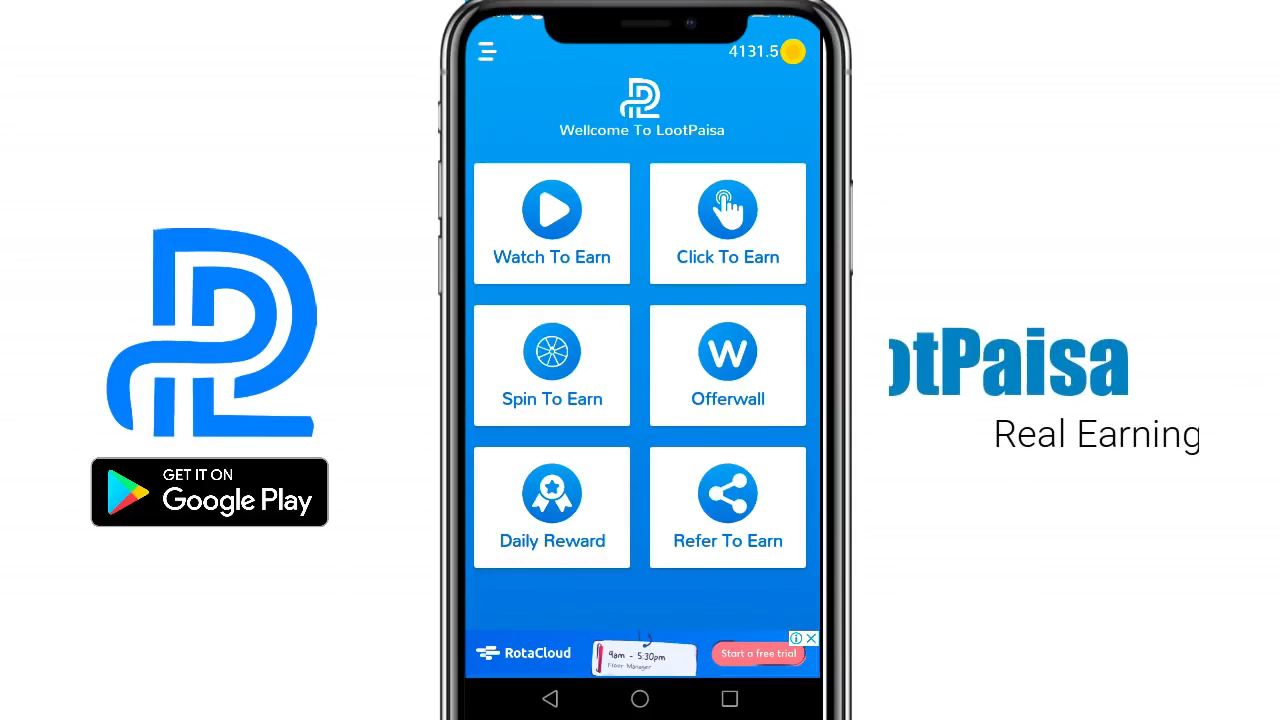 4131.5
Wellcome To LootPaisa
Watch To Earn
Click To Earn
Spin To Earn
Offerwall
Daily Reward
Refer To Earn
RotaCloud
9am - 5:30pm
Floor Manager
Start a free trial
GET IT ON
Google Play
otPaisa
Real Earning